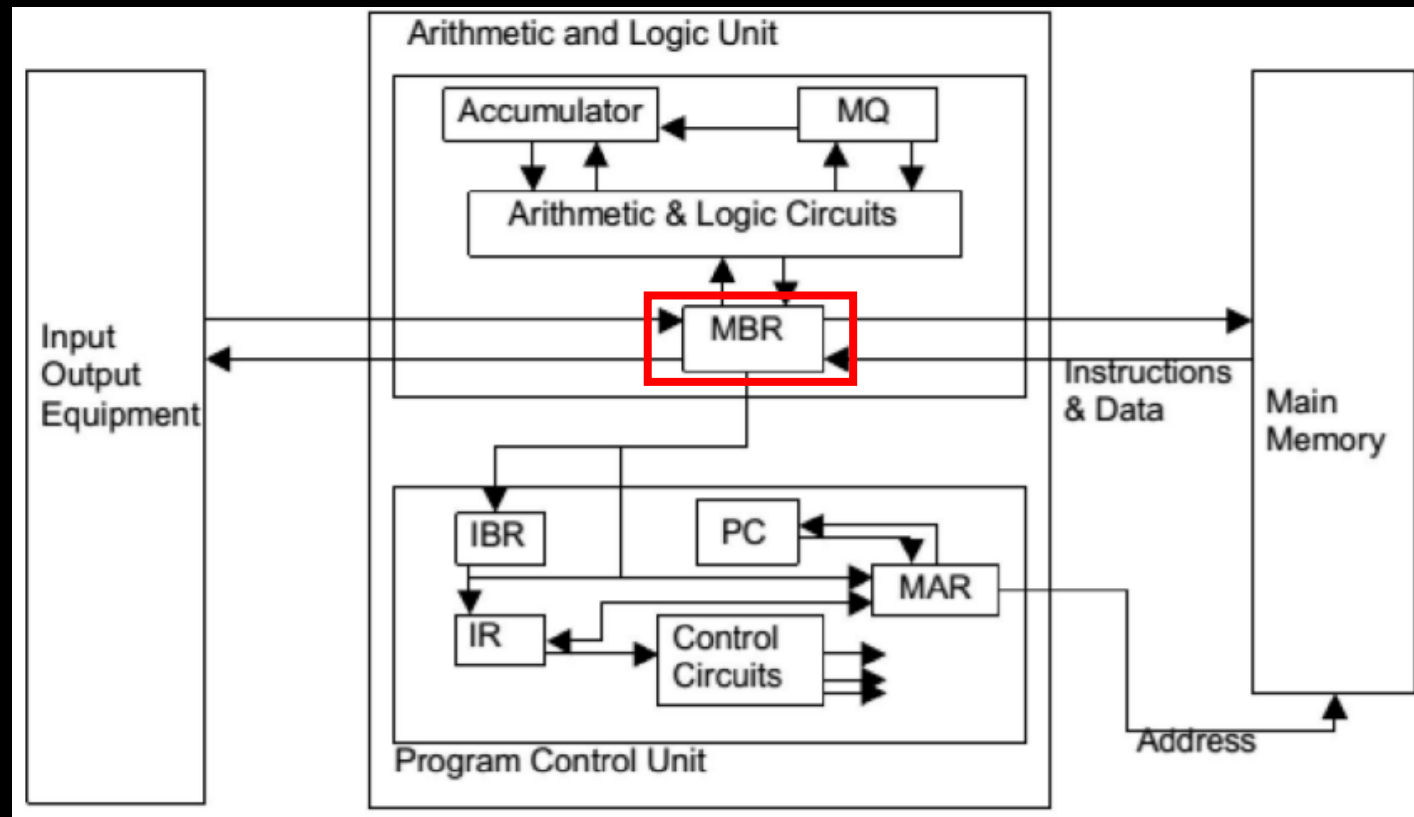 Arithmetic and Logic Unit
Accumulator
MQ
Arithmetic & Logic Circuits
MBR
Input
Output
Equipment
Instructions
& Data
Main
Memory
IBR
PC
MAR
IR
Control
Circuits
Address
Program Control Unit